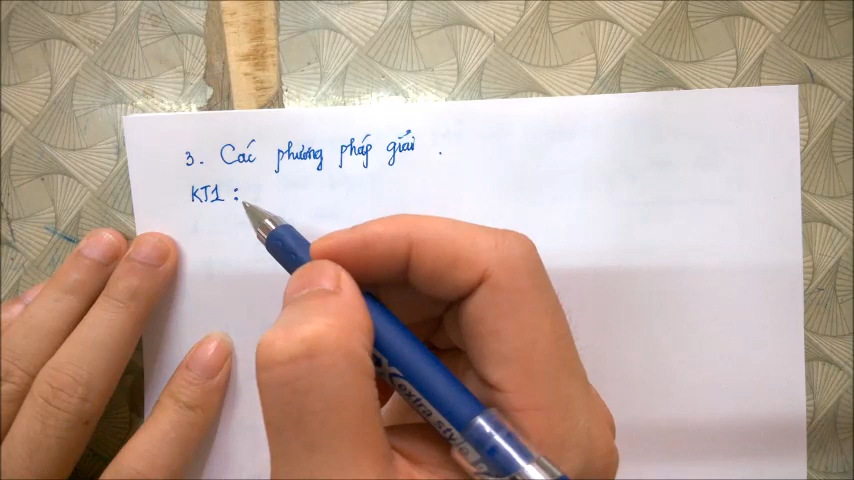 3. Các phương pháp giải.
KT1 :
extra style